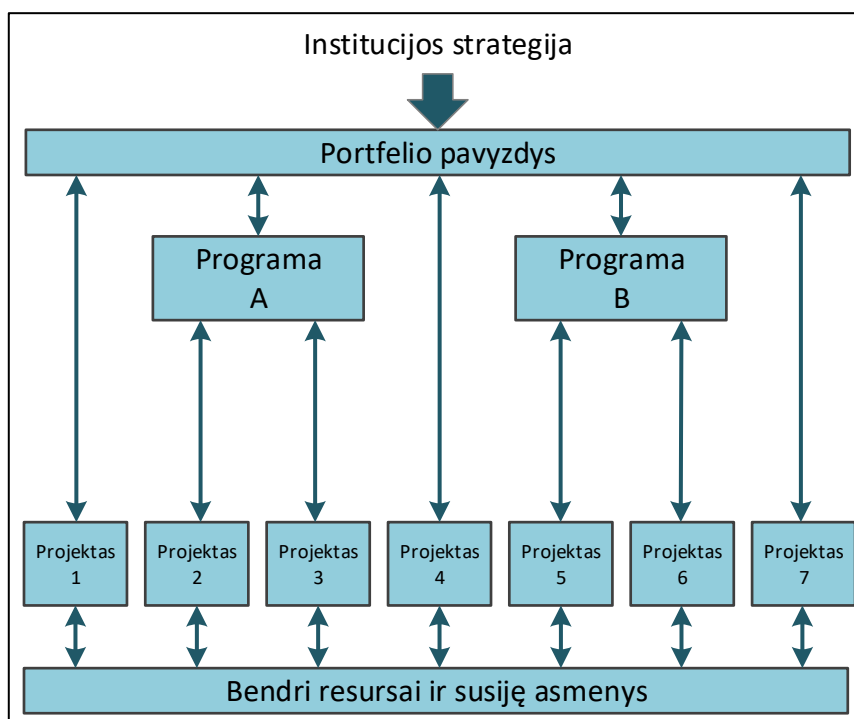 Institucijos strategija
Portfelio pavyzdys
Programa
A
Programa
B
Projektas
1
Projektas
2
Projektas
3
Projektas
4
Projektas
5
Projektas
6
Projektas
7
Bendri resursai ir susiję asmenys